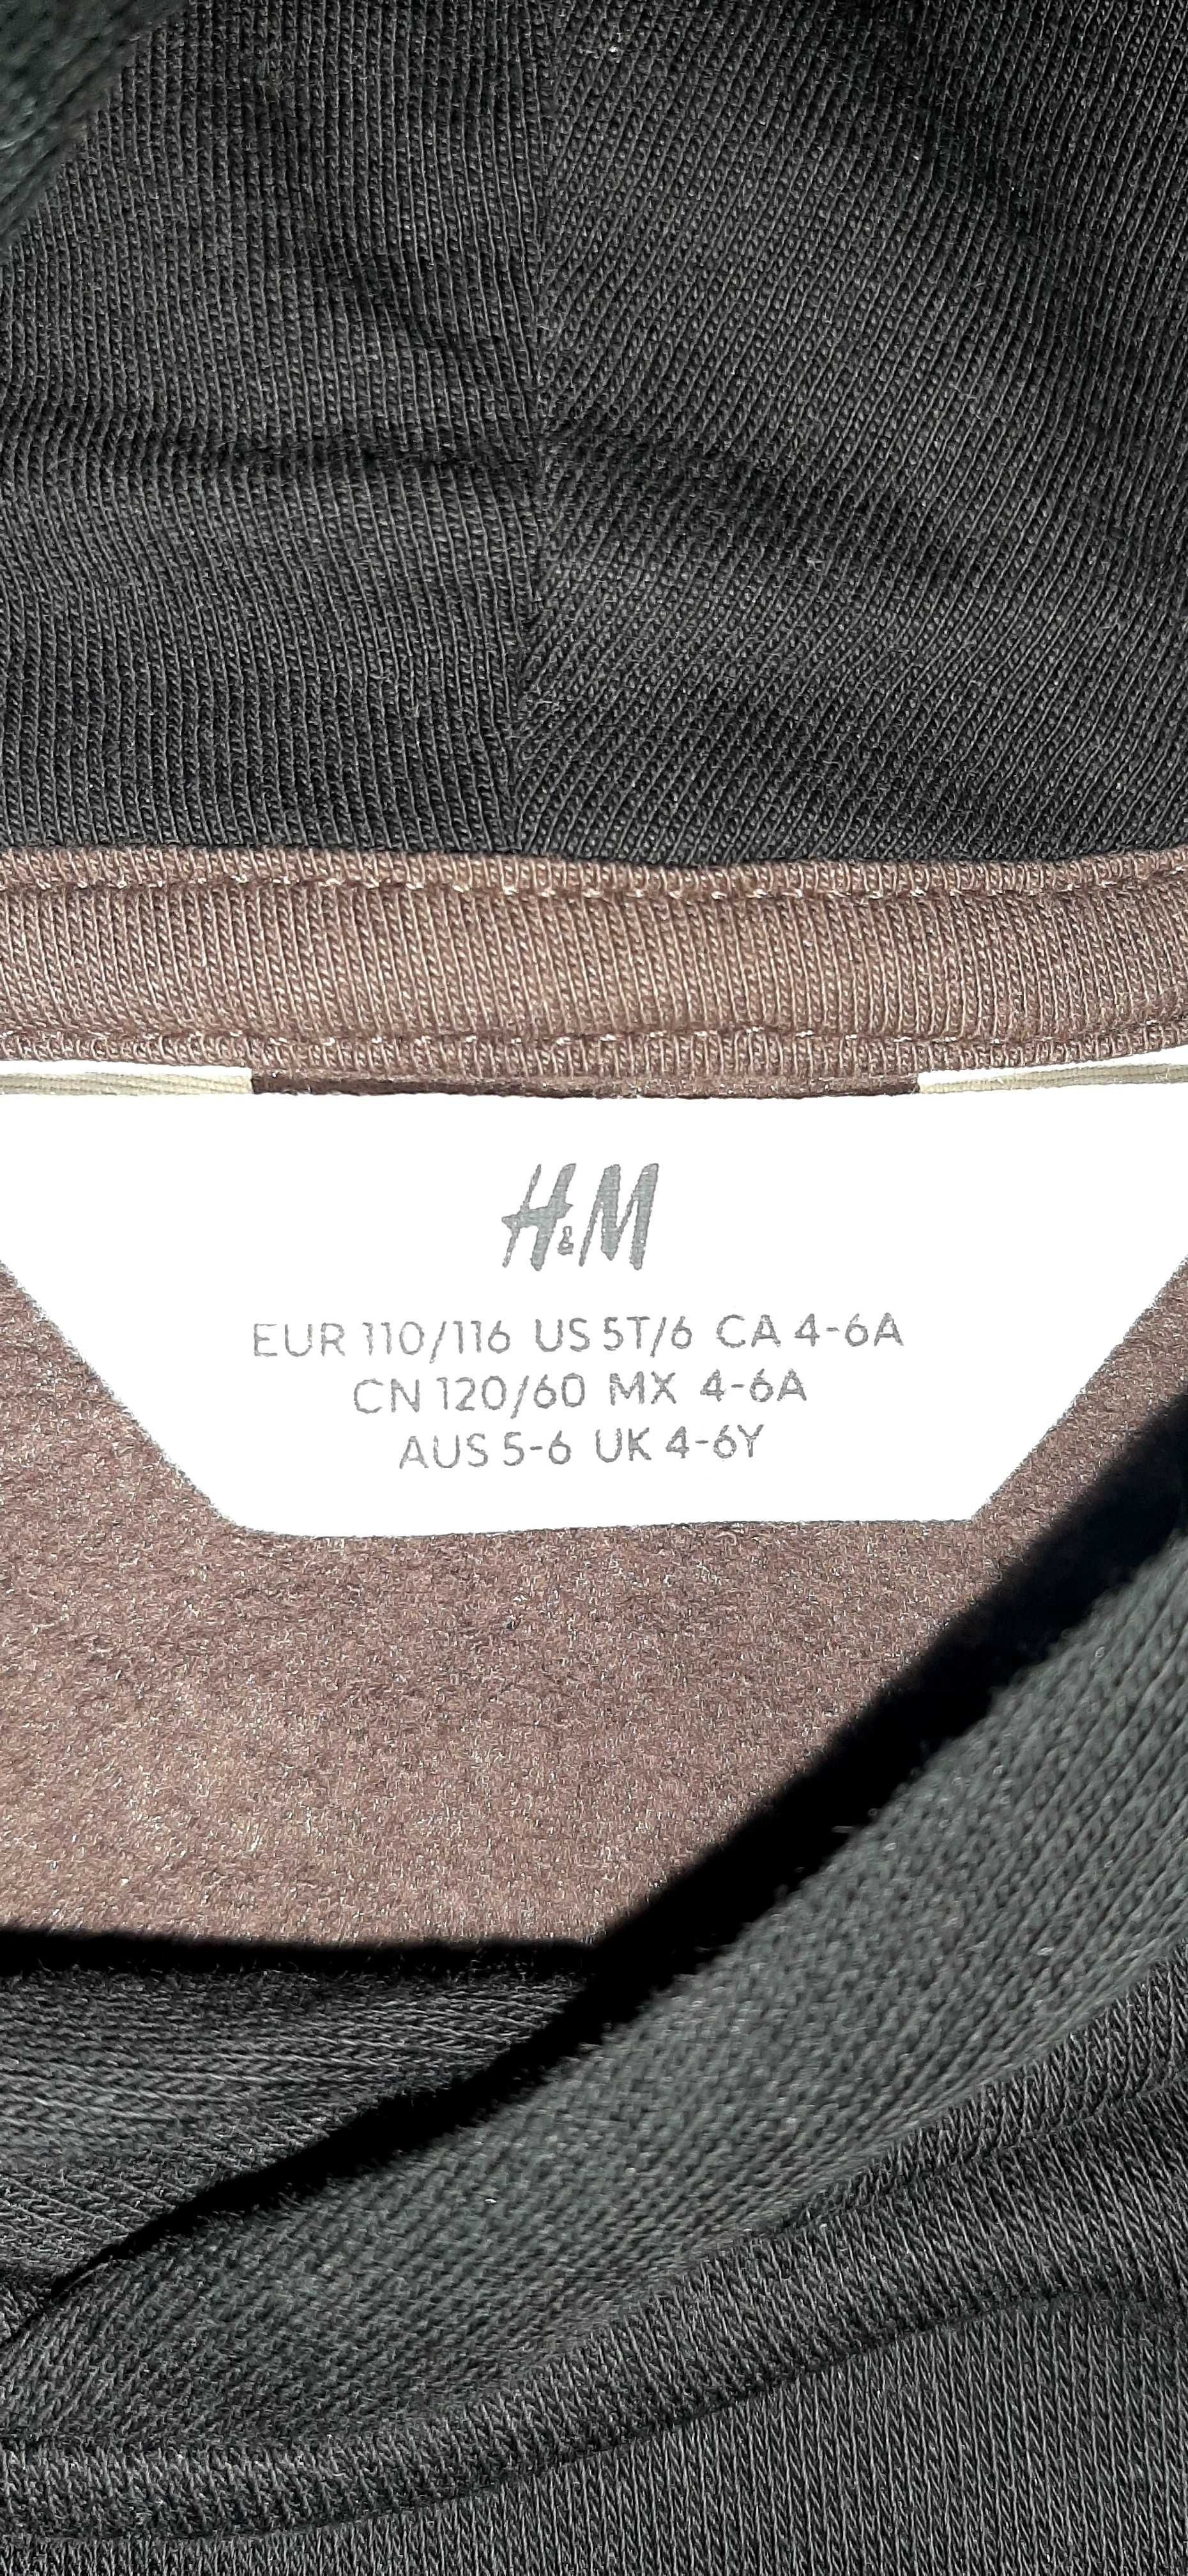 H&M
EUR 110/116 US 5T/6 CA 4-6A
CN 120/60 MX 4-6A
AUS 5-6 UK 4-6Y